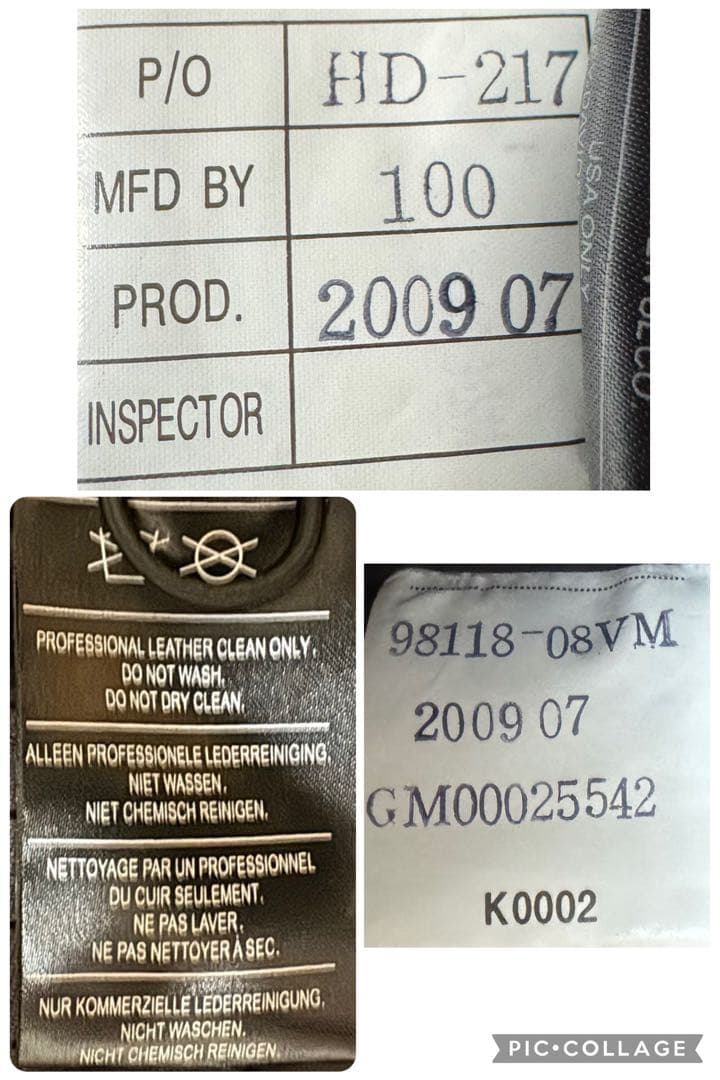 P/O HD-217
MFD BY 100
PROD. 2009 07
INSPECTOR
USA ONLY
PROFESSIONAL LEATHER CLEAN ONLY.
DO NOT WASH.
DO NOT DRY CLEAN.
ALLEEN PROFESSIONELE LEDERREINIGING.
NIET WASSEN.
NIET CHEMISCH REINIGEN.
NETTOYAGE PAR UN PROFESSIONNEL
DU CUIR SEULEMENT.
NE PAS LAVER.
NE PAS NETTOYER À SEC.
NUR KOMMERZIELLE LEDERREINIGUNG.
NICHT WASCHEN.
NICHT CHEMISCH REINIGEN.
98118-08VM
2009 07
GM00025542
K0002
PIC•COLLAGE